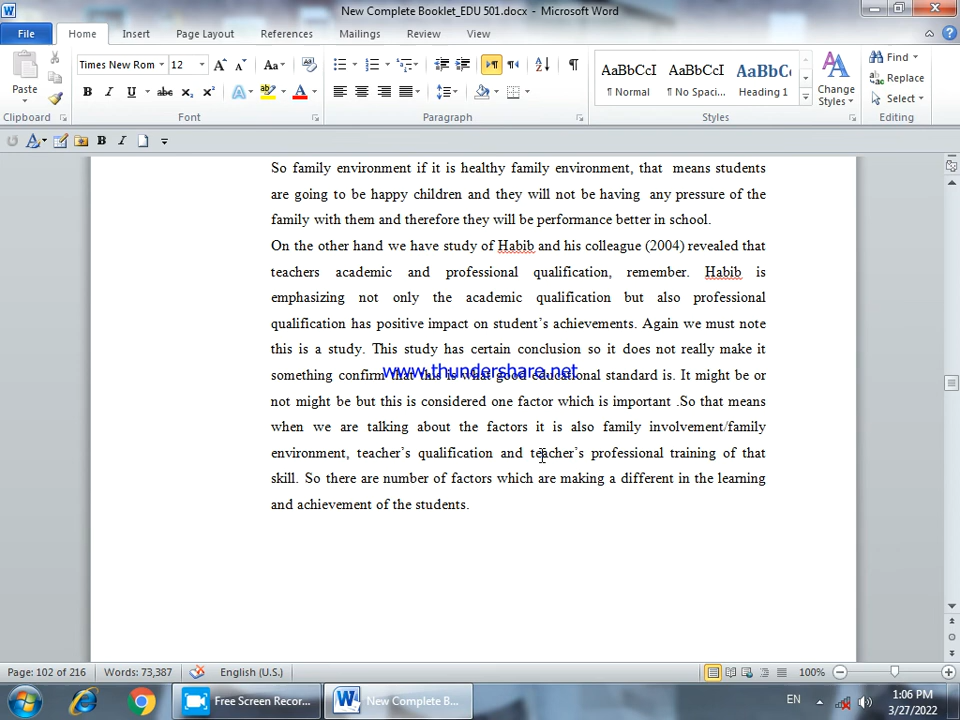 New Complete Booklet_EDU 501.docx - Microsoft Word
File Home Insert Page Layout References Mailings Review View
Times New Rom 12 Aa Find
Paste AaBbCcI AaBbCcI AaBbC Replace
B I U abc x₂ x² A ab A ¶ Normal ¶ No Spaci... Heading 1 Change Styles Select
Clipboard Font Paragraph Styles Editing
So family environment if it is healthy family environment, that means students
are going to be happy children and they will not be having any pressure of the
family with them and therefore they will be performance better in school.
On the other hand we have study of Habib and his colleague (2004) revealed that
teachers academic and professional qualification, remember. Habib is
emphasizing not only the academic qualification but also professional
qualification has positive impact on student's achievements. Again we must note
this is a study. This study has certain conclusion so it does not really make it
www.thundershare.net
something confirm that this is what good educational standard is. It might be or
not might be but this is considered one factor which is important .So that means
when we are talking about the factors it is also family involvement/family
environment, teacher's qualification and teacher's professional training of that
skill. So there are number of factors which are making a different in the learning
and achievement of the students.
Page: 102 of 216 Words: 73,387 English (U.S.) 100%
Free Screen Recor... New Complete B... EN 1:06 PM
3/27/2022